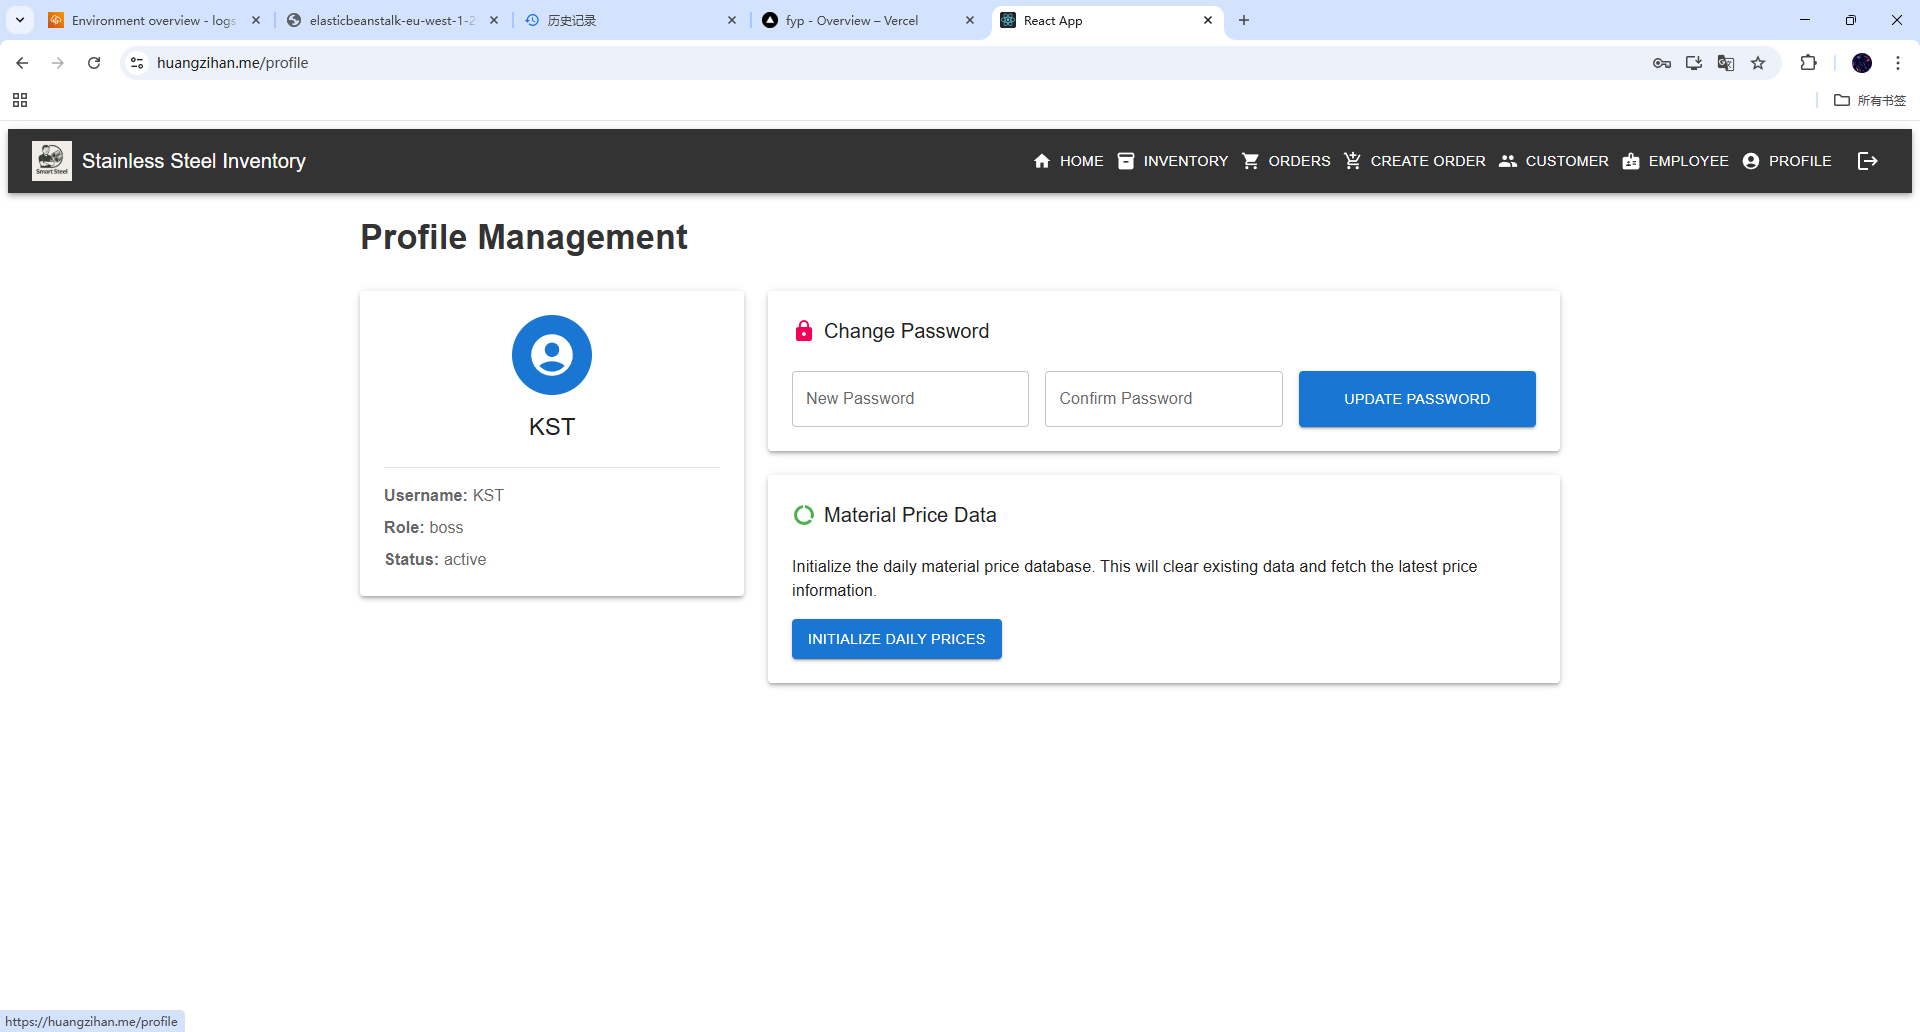 Environment overview - logs
elasticbeanstalk-eu-west-1-2
历史记录
fyp - Overview – Vercel
React App
huangzihan.me/profile
所有书签
Smart Steel
Stainless Steel Inventory
HOME
INVENTORY
ORDERS
CREATE ORDER
CUSTOMER
EMPLOYEE
PROFILE
Profile Management
KST
Username: KST
Role: boss
Status: active
Change Password
New Password
Confirm Password
UPDATE PASSWORD
Material Price Data
Initialize the daily material price database. This will clear existing data and fetch the latest price
information.
INITIALIZE DAILY PRICES
https://huangzihan.me/profile